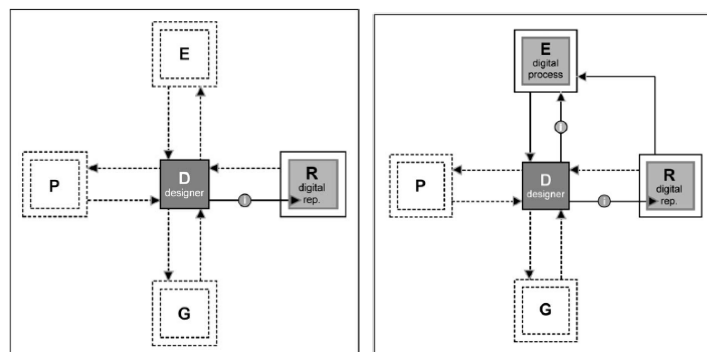 E
P
D
designer
R
digital
rep.
G
E
digital
process
P
D
designer
R
digital
rep.
G